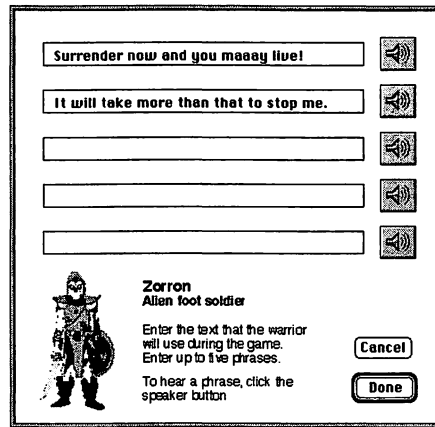 Surrender now and you maaay live!
It will take more than that to stop me.
Zorron
Alien foot soldier
Enter the text that the warrior
will use during the game.
Enter up to five phrases.
To hear a phrase, click the
speaker button
Cancel
Done